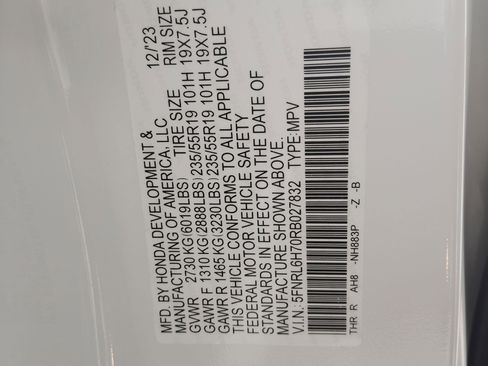 MFD. BY HONDA DEVELOPMENT & 12/'23
MANUFACTURING OF AMERICA, LLC
TIRE SIZE RIM SIZE
GVWR 2730 KG(6019LBS)
GAWR F 1310 KG(2888LBS)235/55R19 101H 19X7.5J
GAWR R 1465 KG(3230LBS)235/55R19 101H 19X7.5J
THIS VEHICLE CONFORMS TO ALL APPLICABLE
FEDERAL MOTOR VEHICLE SAFETY
STANDARDS IN EFFECT ON THE DATE OF
MANUFACTURE SHOWN ABOVE.
V.I.N.: 5FNRL6H70RB027832 TYPE:MPV
THR R AH8 -NH883P -Z -B